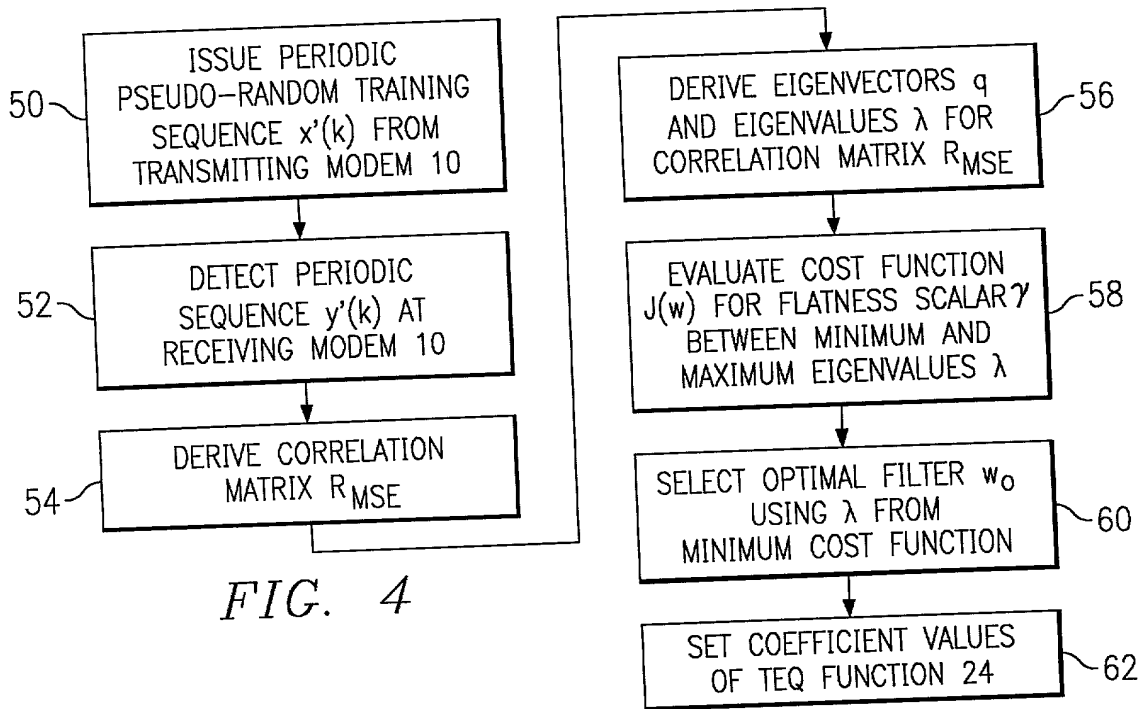 50
ISSUE PERIODIC
PSEUDO-RANDOM TRAINING
SEQUENCE x'(k) FROM
TRANSMITTING MODEM 10
52
DETECT PERIODIC
SEQUENCE y'(k) AT
RECEIVING MODEM 10
54
DERIVE CORRELATION
MATRIX RMSE
FIG. 4
DERIVE EIGENVECTORS q
AND EIGENVALUES λ FOR
CORRELATION MATRIX RMSE
56
EVALUATE COST FUNCTION
J(w) FOR FLATNESS SCALAR γ
BETWEEN MINIMUM AND
MAXIMUM EIGENVALUES λ
58
SELECT OPTIMAL FILTER wo
USING λ FROM
MINIMUM COST FUNCTION
60
SET COEFFICIENT VALUES
OF TEQ FUNCTION 24
62